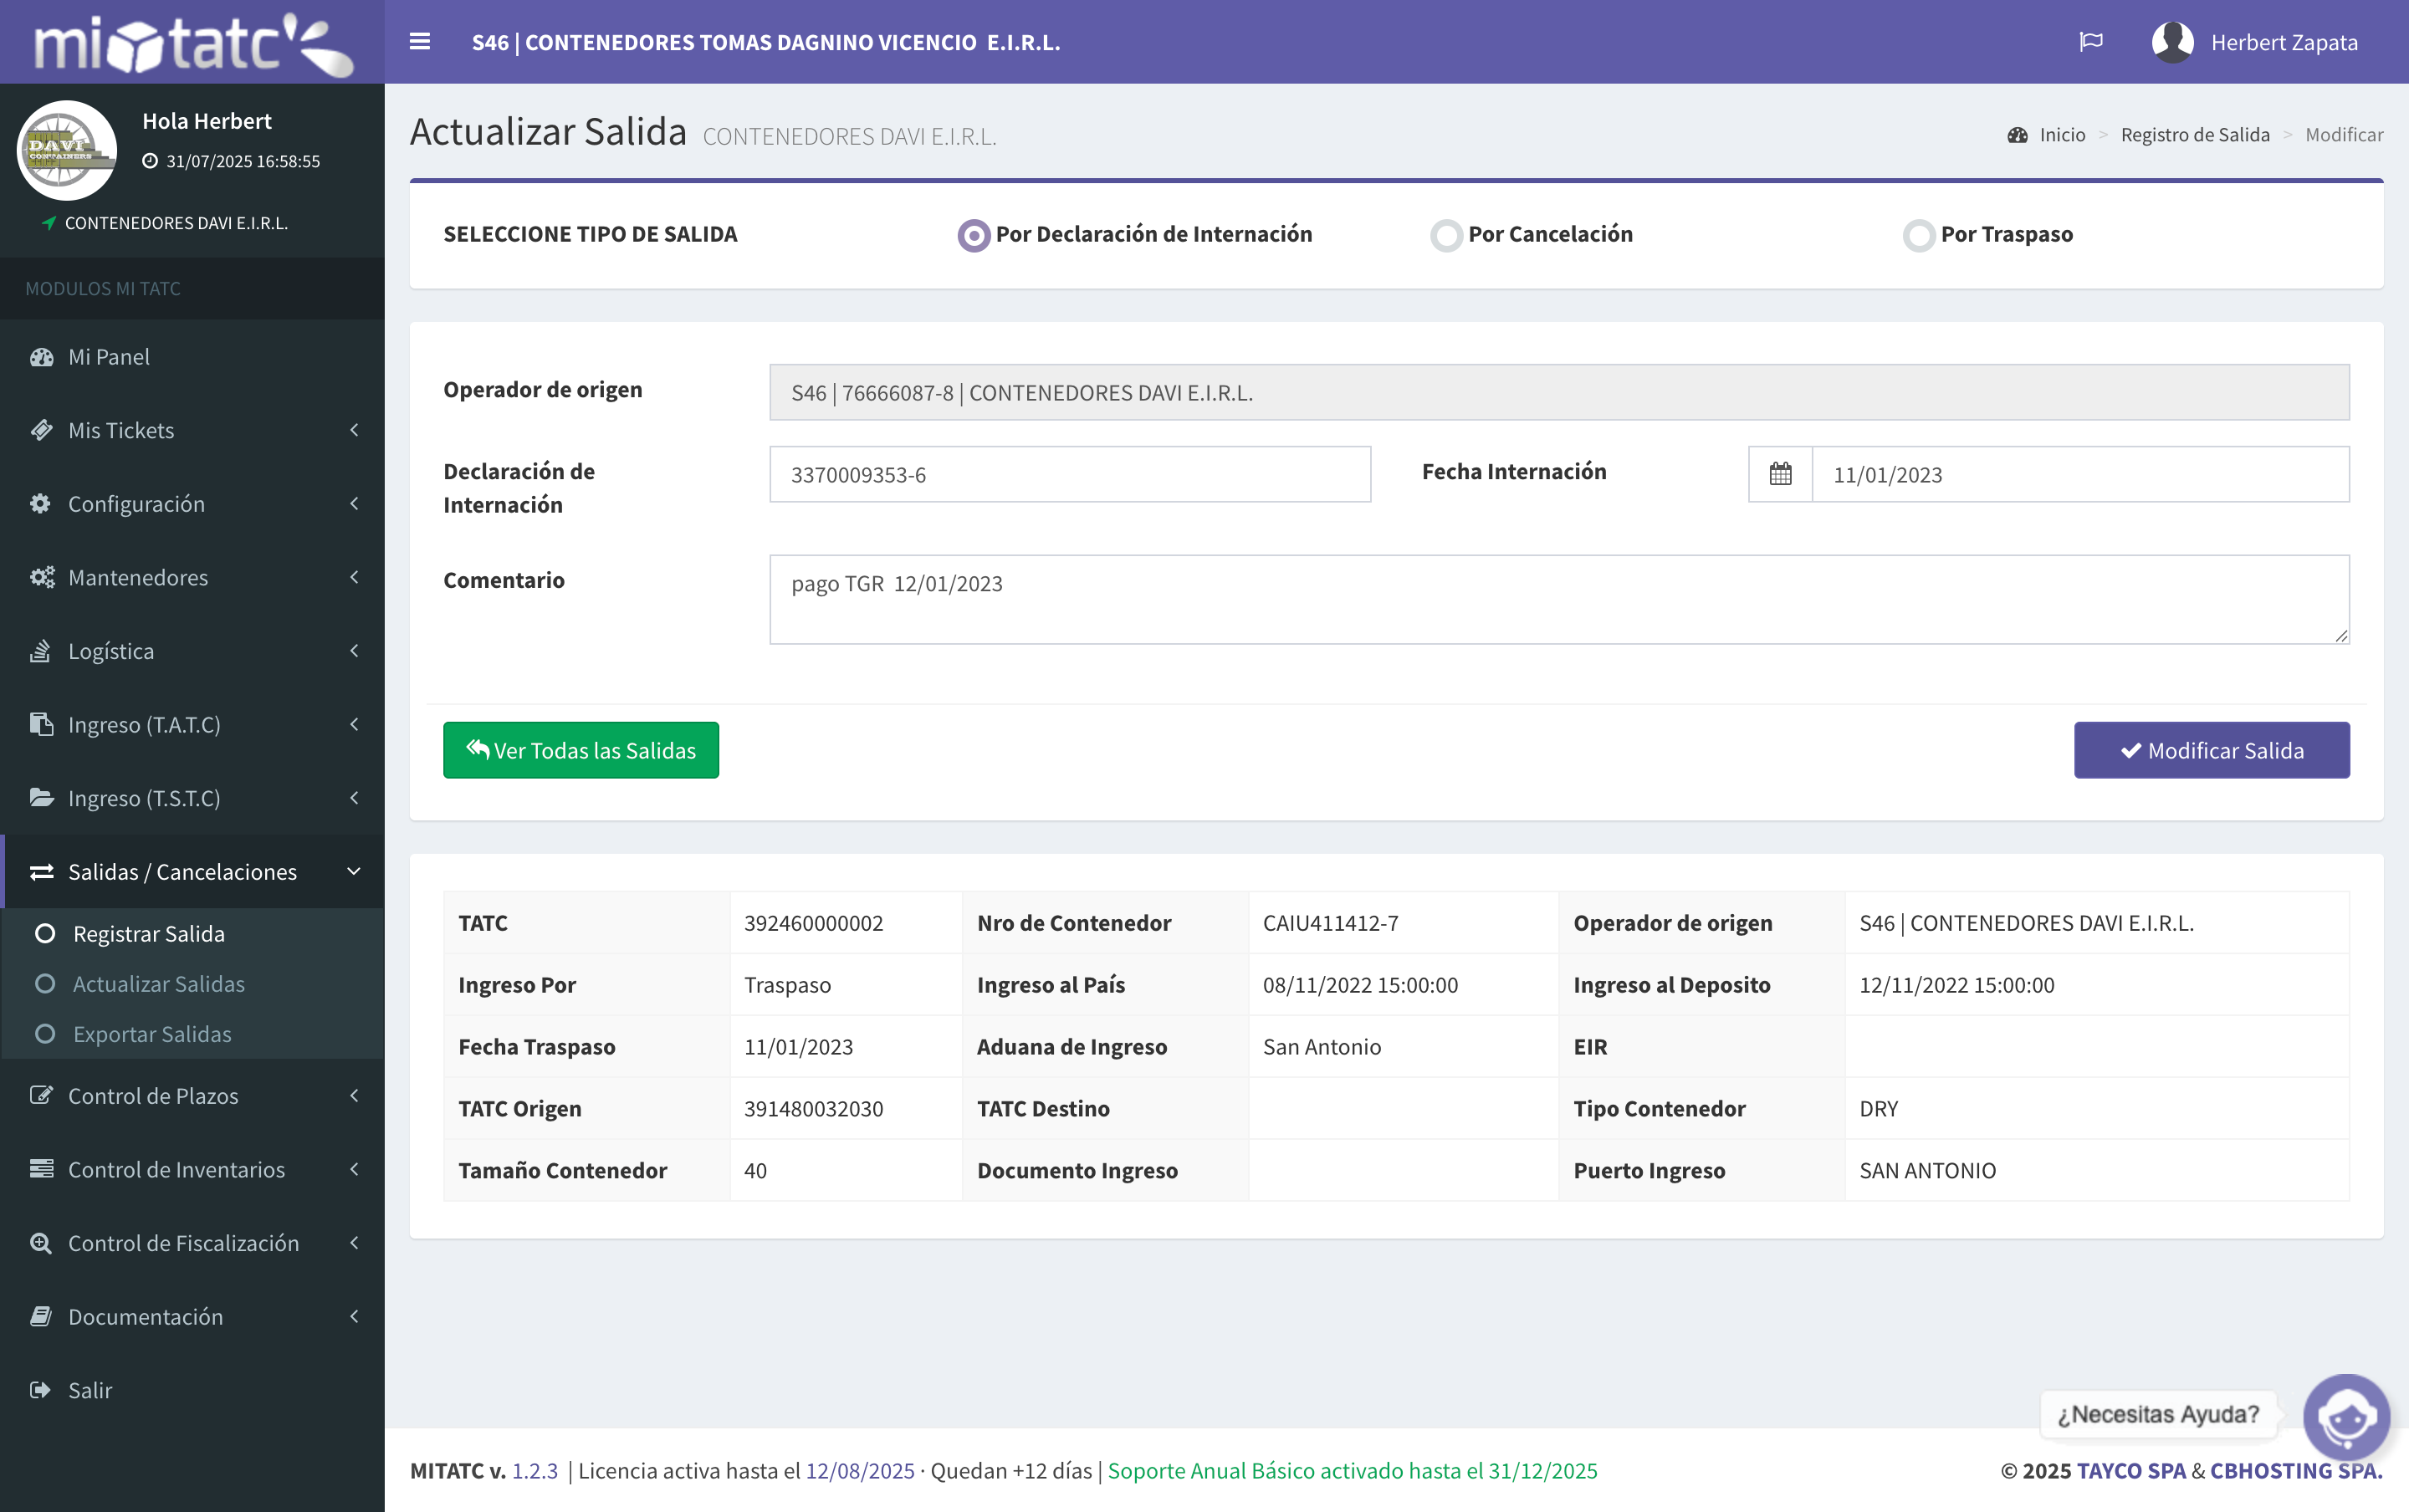 mi tatc
S46 | CONTENEDORES TOMAS DAGNINO VICENCIO E.I.R.L.
Herbert Zapata
DAVI
CONTAINERS
Hola Herbert
31/07/2025 16:58:55
CONTENEDORES DAVI E.I.R.L.
MODULOS MI TATC
Mi Panel
Mis Tickets
Configuración
Mantenedores
Logística
Ingreso (T.A.T.C)
Ingreso (T.S.T.C)
Salidas / Cancelaciones
Registrar Salida
Actualizar Salidas
Exportar Salidas
Control de Plazos
Control de Inventarios
Control de Fiscalización
Documentación
Salir
Actualizar Salida CONTENEDORES DAVI E.I.R.L.
Inicio > Registro de Salida > Modificar
SELECCIONE TIPO DE SALIDA
Por Declaración de Internación
Por Cancelación
Por Traspaso
Operador de origen
S46 | 76666087-8 | CONTENEDORES DAVI E.I.R.L.
Declaración de
Internación
3370009353-6
Fecha Internación
11/01/2023
Comentario
pago TGR 12/01/2023
Ver Todas las Salidas
Modificar Salida
TATC 392460000002 Nro de Contenedor CAIU411412-7 Operador de origen S46 | CONTENEDORES DAVI E.I.R.L.
Ingreso Por Traspaso Ingreso al País 08/11/2022 15:00:00 Ingreso al Deposito 12/11/2022 15:00:00
Fecha Traspaso 11/01/2023 Aduana de Ingreso San Antonio EIR
TATC Origen 391480032030 TATC Destino Tipo Contenedor DRY
Tamaño Contenedor 40 Documento Ingreso Puerto Ingreso SAN ANTONIO
¿Necesitas Ayuda?
MITATC v. 1.2.3 | Licencia activa hasta el 12/08/2025 · Quedan +12 días | Soporte Anual Básico activado hasta el 31/12/2025
© 2025 TAYCO SPA & CBHOSTING SPA.